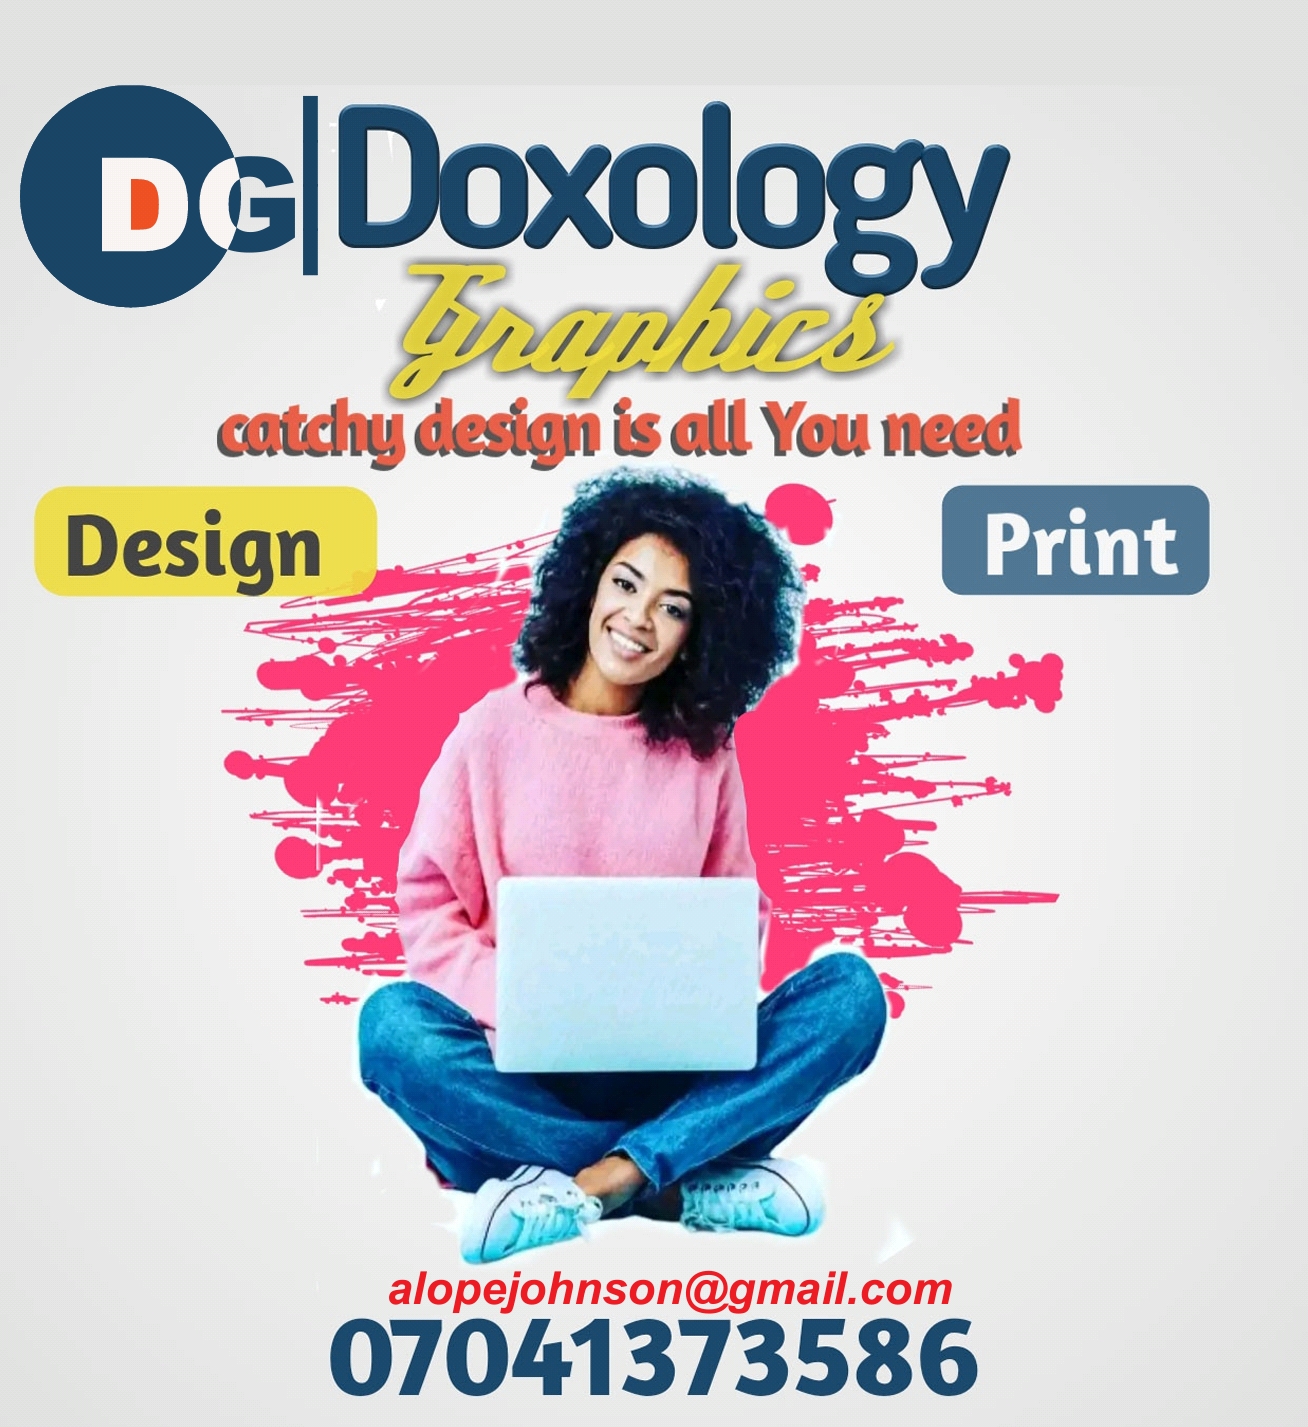 DG Doxology
Graphics
catchy design is all You need
Design
Print
alopejohnson@gmail.com
07041373586